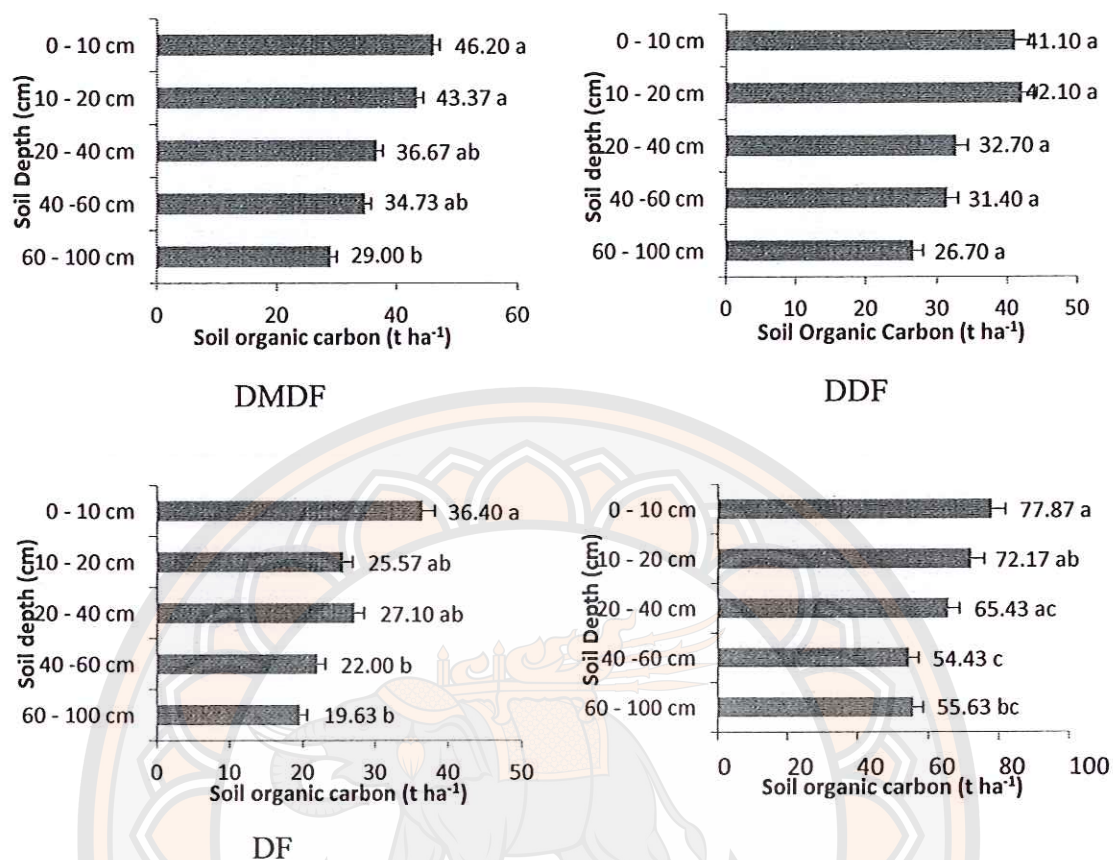 0 - 10 cm
46.20 a
10 - 20 cm
43.37 a
20 - 40 cm
36.67 ab
40 -60 cm
34.73 ab
60 - 100 cm
29.00 b
Soil Depth (cm)
0 20 40 60
Soil organic carbon (t ha⁻¹)
DMDF
0 - 10 cm
41.10 a
10 - 20 cm
42.10 a
20 - 40 cm
32.70 a
40 -60 cm
31.40 a
60 - 100 cm
26.70 a
Soil depth (cm)
0 10 20 30 40 50
Soil Organic Carbon (t ha⁻¹)
DDF
0 - 10 cm
36.40 a
10 - 20 cm
25.57 ab
20 - 40 cm
27.10 ab
40 -60 cm
22.00 b
60 - 100 cm
19.63 b
Soil depth (cm)
0 10 20 30 40 50
Soil organic carbon (t ha⁻¹)
DF
0 - 10 cm
77.87 a
10 - 20 cm
72.17 ab
20 - 40 cm
65.43 ac
40 -60 cm
54.43 c
60 - 100 cm
55.63 bc
Soil Depth (cm)
0 20 40 60 80 100
Soil organic carbon (t ha⁻¹)